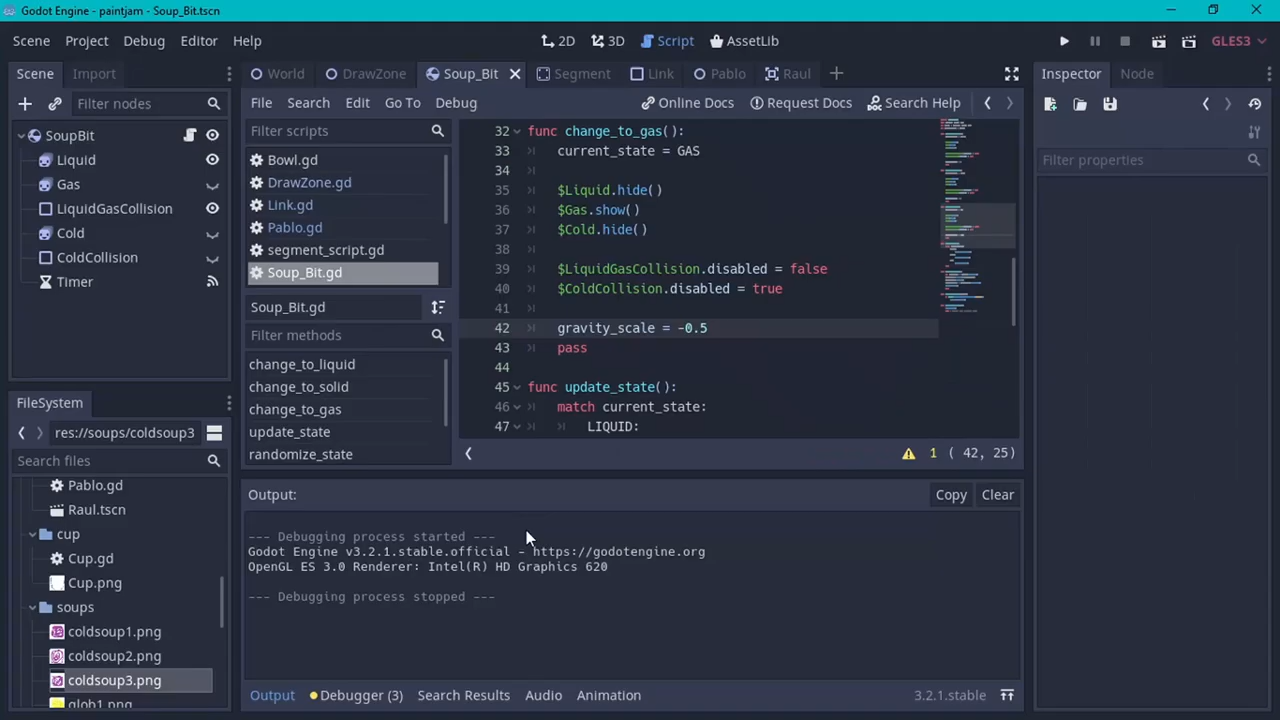 Godot Engine - paintjam - Soup_Bit.tscn
Scene Project Debug Editor Help
2D 3D Script AssetLib
GLES3
Scene Import
Filter nodes
SoupBit
Liquid
Gas
LiquidGasCollision
Cold
ColdCollision
Timer
FileSystem
res://soups/coldsoup3
Search files
Pablo.gd
Raul.tscn
cup
Cup.gd
Cup.png
soups
coldsoup1.png
coldsoup2.png
coldsoup3.png
glob1.png
World DrawZone Soup_Bit Segment Link Pablo Raul
File Search Edit Go To Debug
Online Docs Request Docs Search Help
Filter scripts
Bowl.gd
DrawZone.gd
Link.gd
Pablo.gd
segment_script.gd
Soup_Bit.gd
Soup_Bit.gd
Filter methods
change_to_liquid
change_to_solid
change_to_gas
update_state
randomize_state
32 func change_to_gas():
33 current_state = GAS
34
35 $Liquid.hide()
36 $Gas.show()
37 $Cold.hide()
38
39 $LiquidGasCollision.disabled = false
40 $ColdCollision.disabled = true
41
42 gravity_scale = -0.5
43 pass
44
45 func update_state():
46 match current_state:
47 LIQUID:
1 ( 42, 25)
Output:
Copy Clear
--- Debugging process started ---
Godot Engine v3.2.1.stable.official - https://godotengine.org
OpenGL ES 3.0 Renderer: Intel(R) HD Graphics 620
--- Debugging process stopped ---
Output Debugger (3) Search Results Audio Animation
3.2.1.stable
Inspector Node
Filter properties